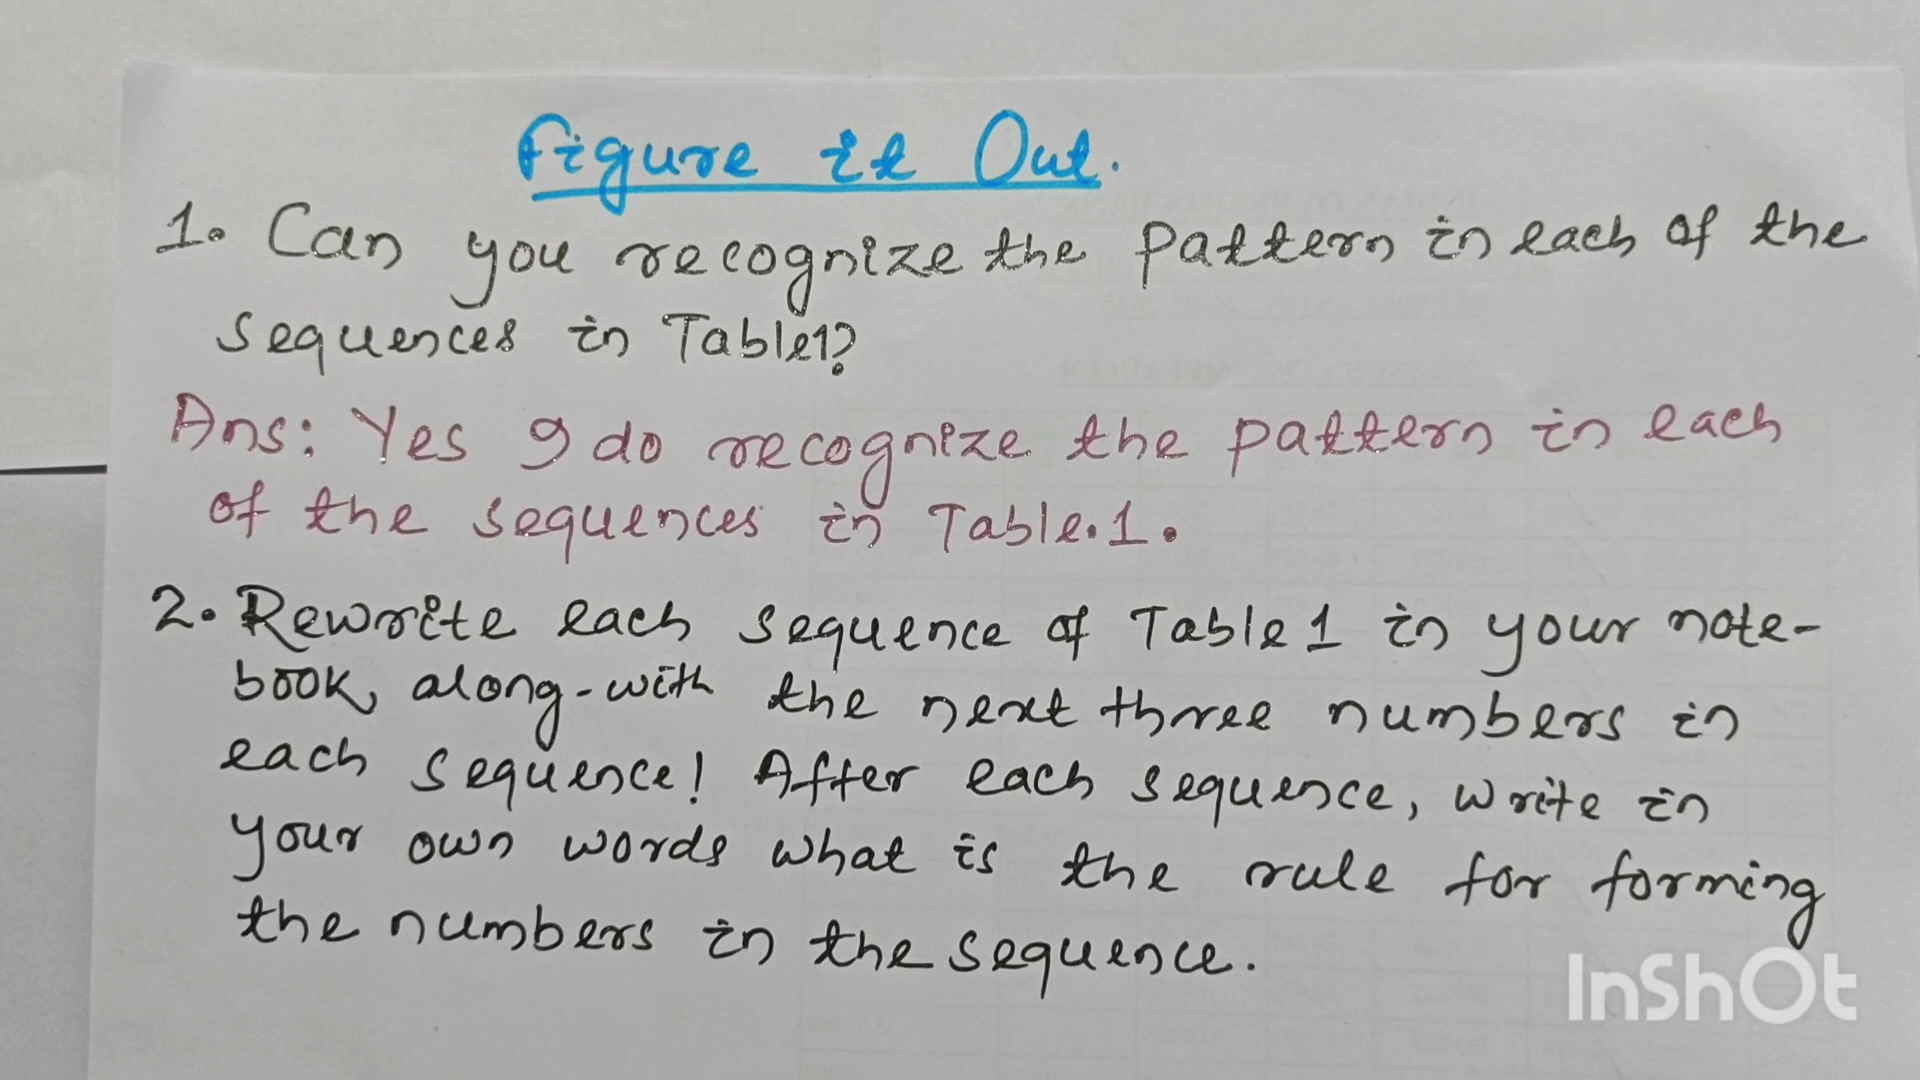 Figure it Out.
1. Can you recognize the pattern in each of the
sequences in Table1?
Ans: Yes I do recognize the pattern in each
of the sequences in Table.1.
2. Rewrite each sequence of Table 1 in your note-
book, along-with the next three numbers in
each sequence! After each sequence, write in
your own words what is the rule for forming
the numbers in the sequence.
InShOt